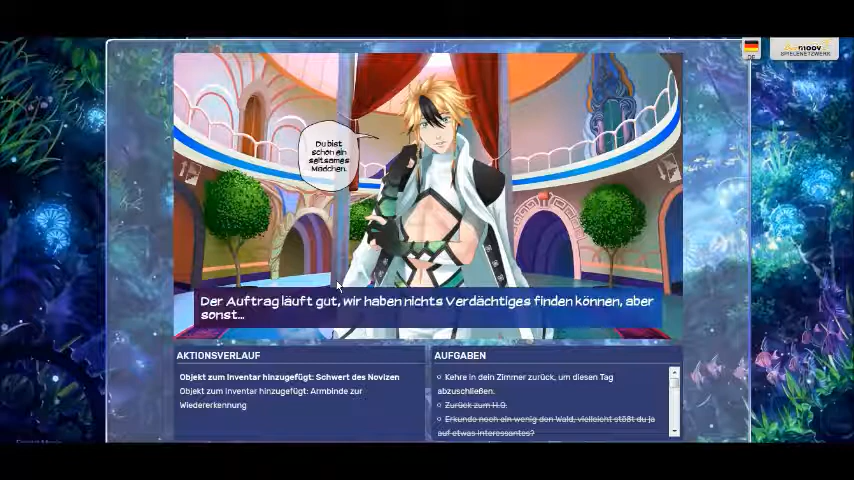 DE
moov
SPIELENETZWERK
Du bist
schon ein
seltsames
Mädchen.
Der Auftrag läuft gut, wir haben nichts Verdächtiges finden können, aber
sonst...
AKTIONSVERLAUF
Objekt zum Inventar hinzugefügt: Schwert des Novizen
Objekt zum Inventar hinzugefügt: Armbinde zur
Wiedererkennung
AUFGABEN
Kehre in dein Zimmer zurück, um diesen Tag
abzuschließen.
Zurück zum H.Q.
Erkunde noch ein wenig den Wald, vielleicht stößt du ja
auf etwas Interessantes?